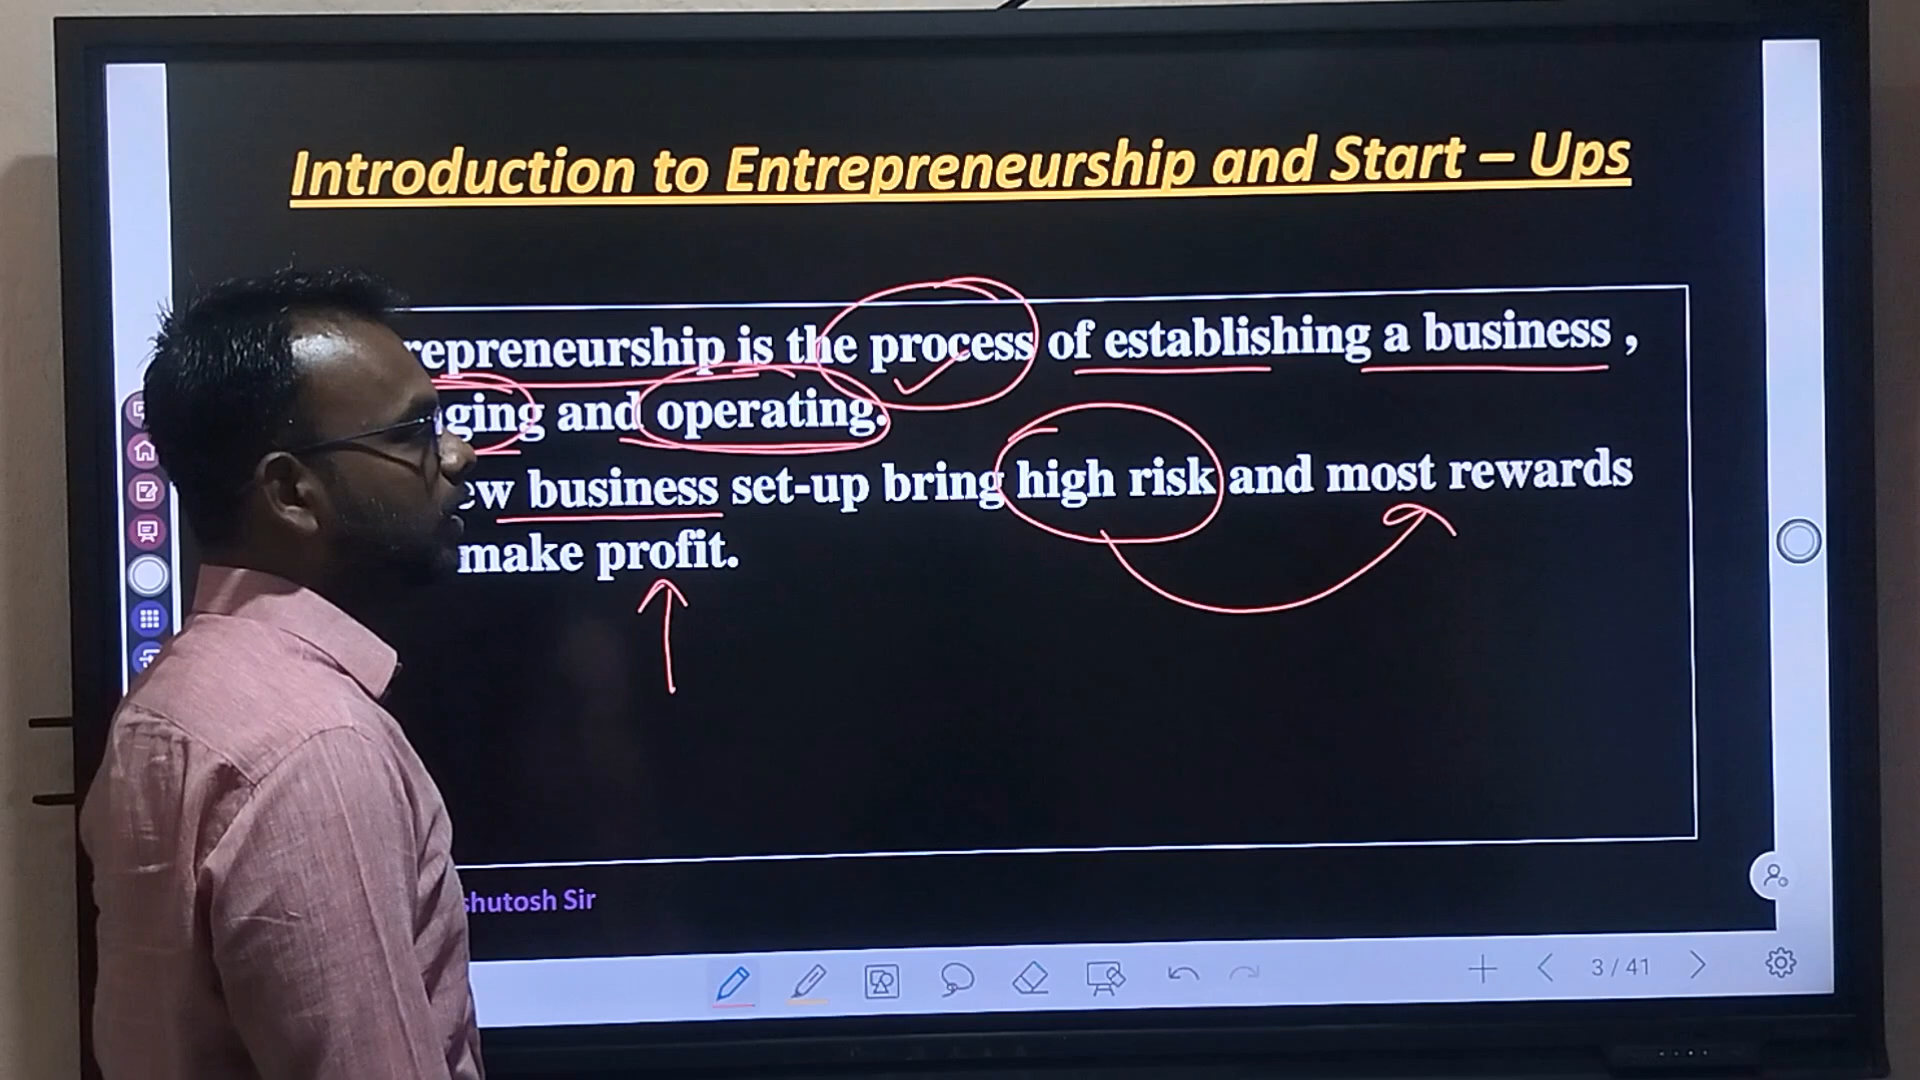 Introduction to Entrepreneurship and Start – Ups
repreneurship is the process of establishing a business ,
ging and operating.
ew business set-up bring high risk and most rewards
make profit.
shutosh Sir
3 / 41